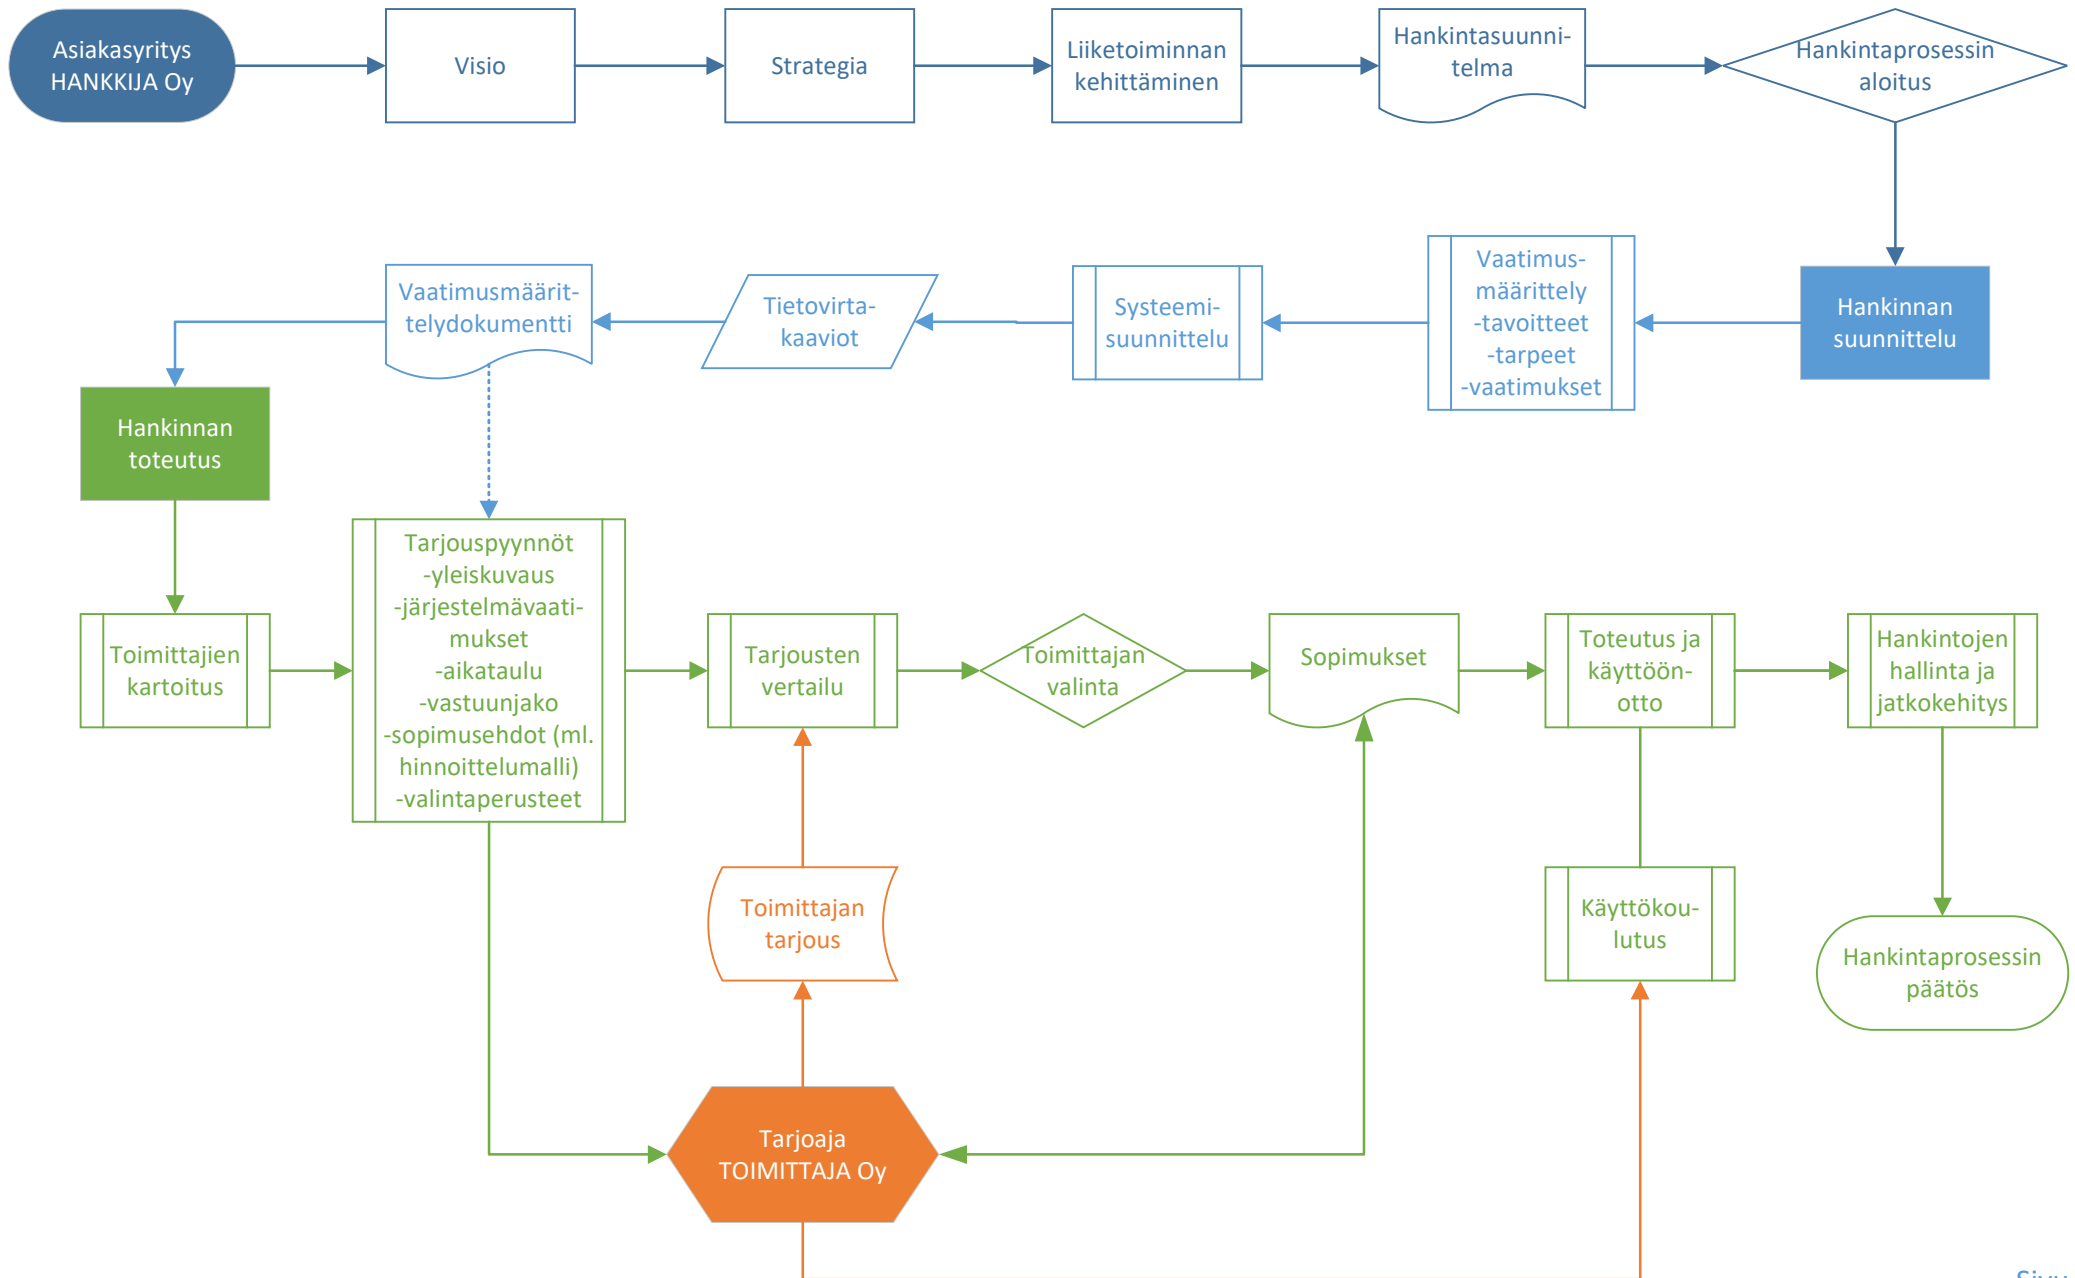 Asiakasyritys
HANKKIJA Oy
Visio
Strategia
Liiketoiminnan
kehittäminen
Hankintasuunni-
telma
Hankintaprosessin
aloitus
Vaatimusmäärit-
telydokumentti
Tietovirta-
kaaviot
Systeemi-
suunnittelu
Vaatimus-
määrittely
-tavoitteet
-tarpeet
-vaatimukset
Hankinnan
suunnittelu
Hankinnan
toteutus
Toimittajien
kartoitus
Tarjouspyynnöt
-yleiskuvaus
-järjestelmävaati-
mukset
-aikataulu
-vastuunjako
-sopimusehdot (ml.
hinnoittelumalli)
-valintaperusteet
Tarjousten
vertailu
Toimittajan
valinta
Sopimukset
Toteutus ja
käyttöön-
otto
Hankintojen
hallinta ja
jatkokehitys
Toimittajan
tarjous
Käyttökou-
lutus
Hankintaprosessin
päätös
Tarjoaja
TOIMITTAJA Oy